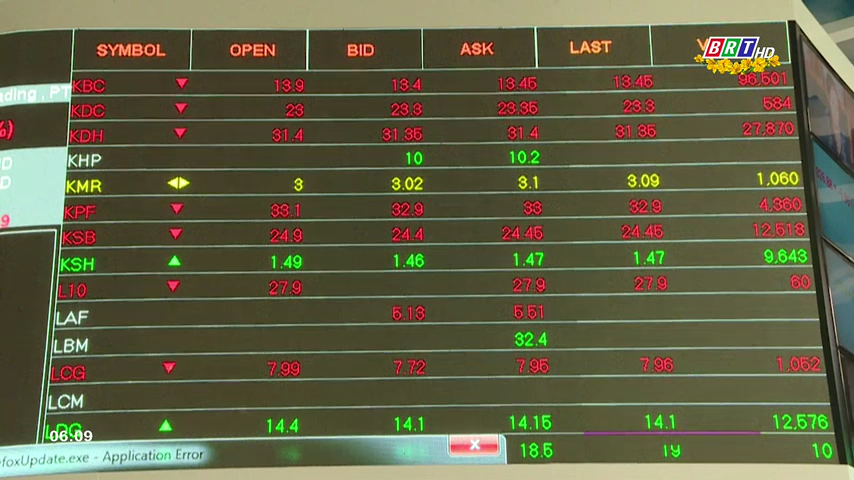 BRT HD
SYMBOL OPEN BID ASK LAST
ading . PT
KBC 13.9 13.4 13.45 13.45 96,501
KDC 23 23.3 23.35 23.3 584
%)
KDH 31.4 31.35 31.4 31.35 27,870
KHP 10 10.2
KMR 3 3.02 3.1 3.09 1,060
KPF 33.1 32.9 33 32.9 4,360
KSB 24.9 24.4 24.45 24.45 12,518
KSH 1.49 1.46 1.47 1.47 9,643
L10 27.9 27.9 27.9 60
LAF 5.13 5.51
LBM 32.4
LCG 7.99 7.72 7.95 7.96 1,052
LCM
LDG 14.4 14.1 14.15 14.1 12,576
06:09
foxUpdate.exe - Application Error
18.5 19 10